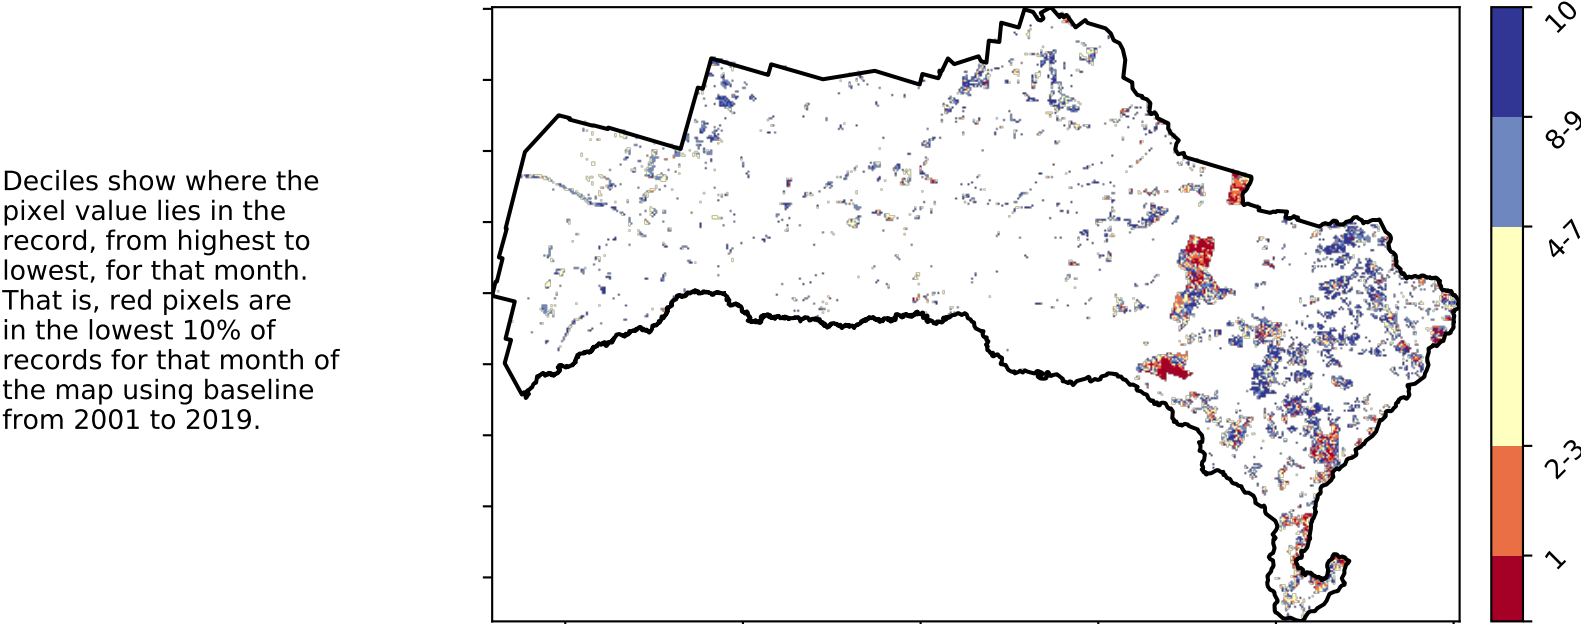 Deciles show where the
pixel value lies in the
record, from highest to
lowest, for that month.
That is, red pixels are
in the lowest 10% of
records for that month of
the map using baseline
from 2001 to 2019.
10
8-9
4-7
2-3
1